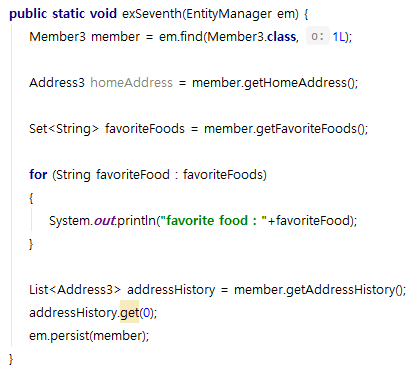 public static void exSeventh(EntityManager em) {
Member3 member = em.find(Member3.class, o: 1L);
Address3 homeAddress = member.getHomeAddress();
Set<String> favoriteFoods = member.getFavoriteFoods();
for (String favoriteFood : favoriteFoods)
{
System.out.println("favorite food : "+favoriteFood);
}
List<Address3> addressHistory = member.getAddressHistory();
addressHistory.get(0);
em.persist(member);
}